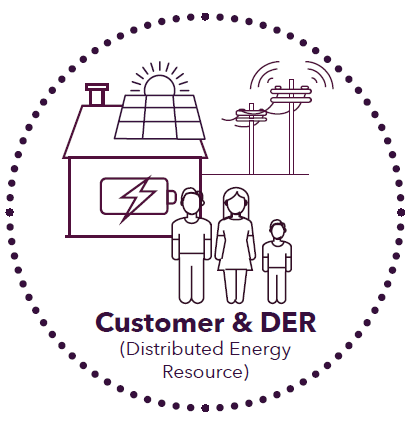 Customer & DER
(Distributed Energy
Resource)